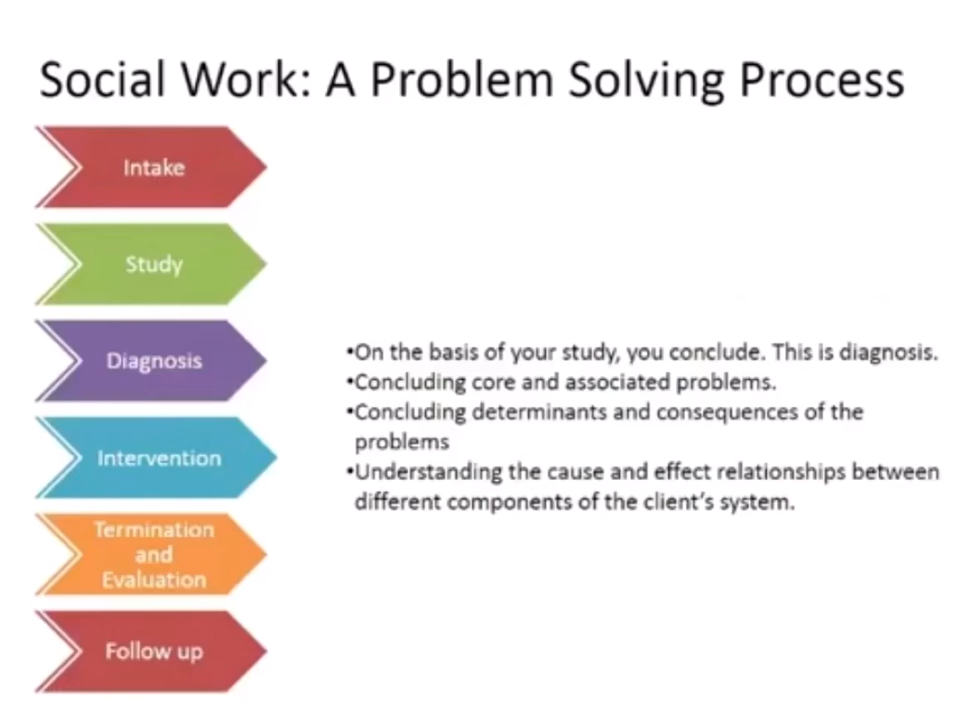 Social Work: A Problem Solving Process
Intake
Study
Diagnosis
Intervention
Termination
and
Evaluation
Follow up
•On the basis of your study, you conclude. This is diagnosis.
•Concluding core and associated problems.
•Concluding determinants and consequences of the
problems
•Understanding the cause and effect relationships between
different components of the client's system.